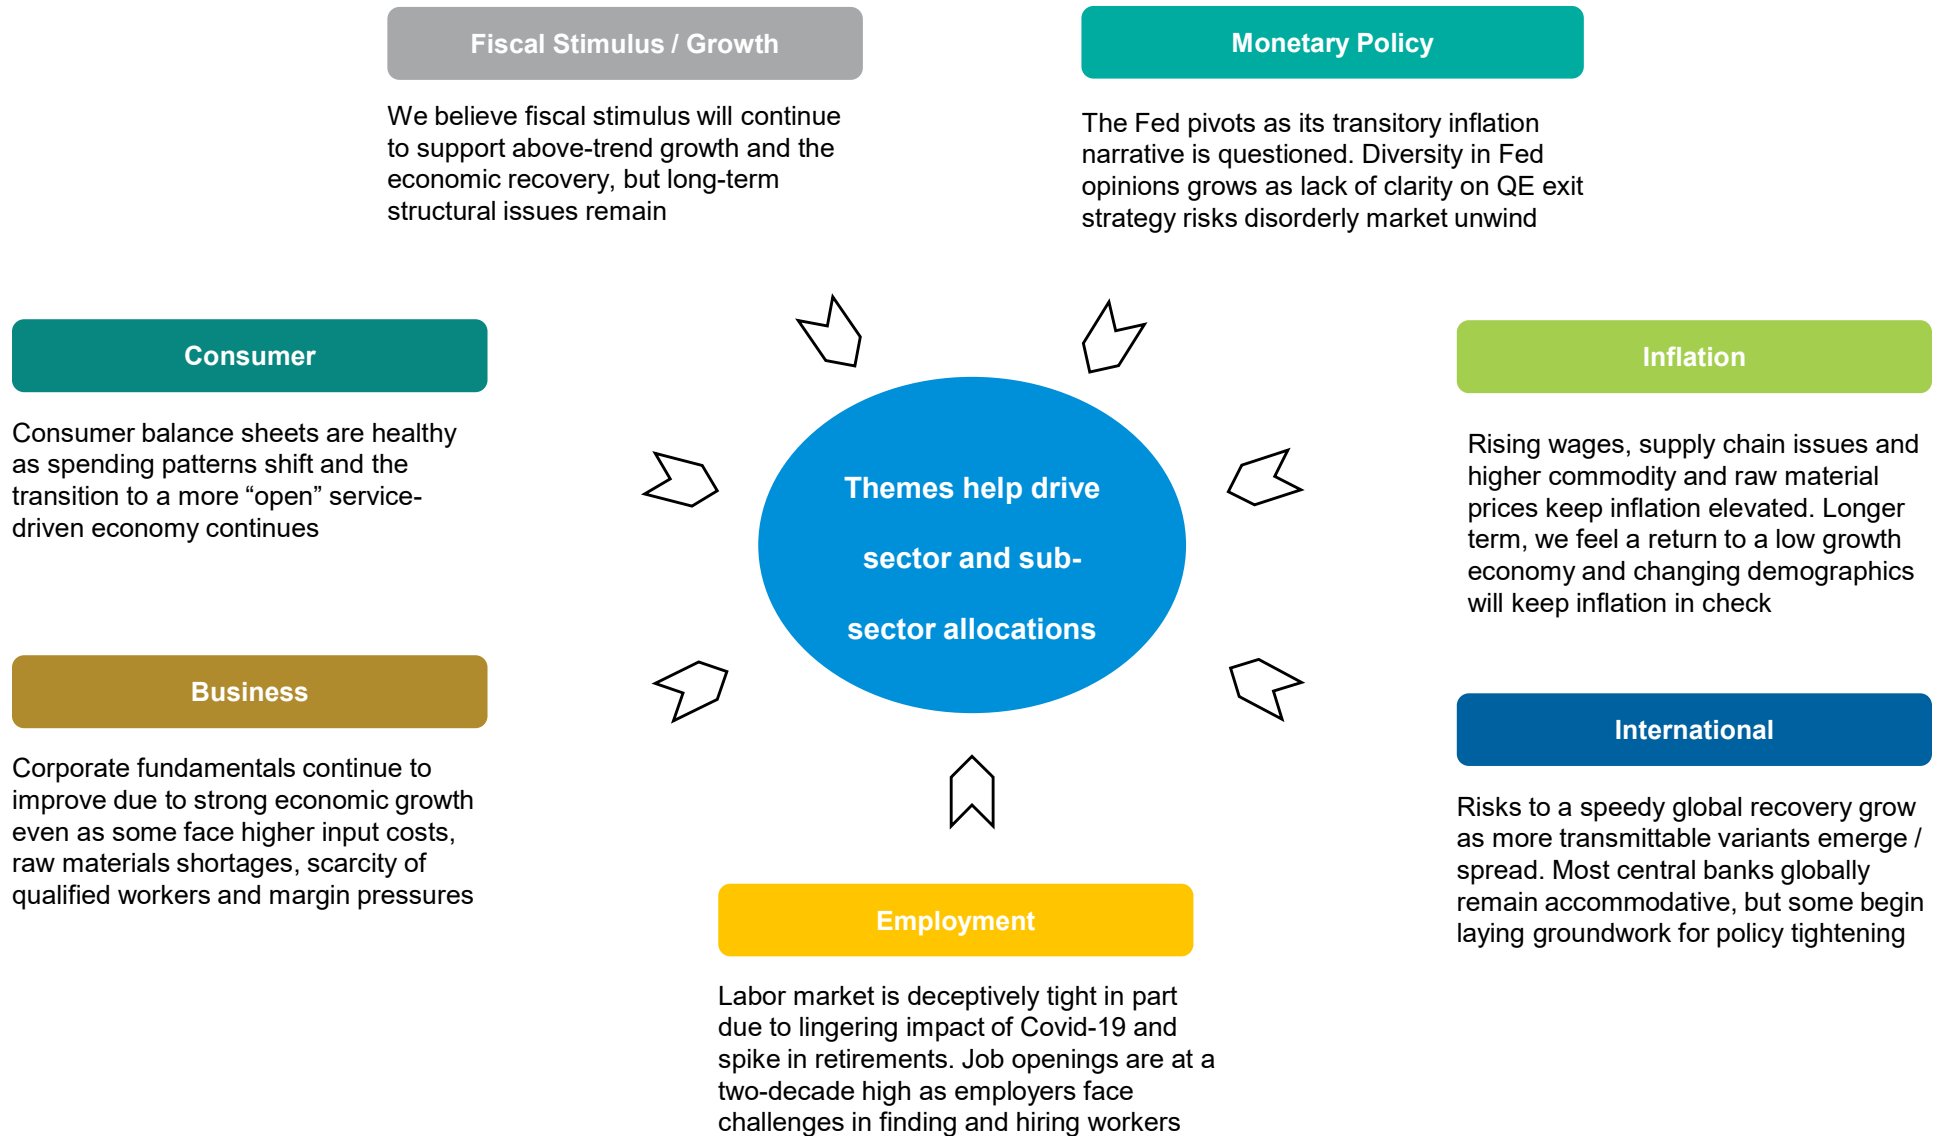 Fiscal Stimulus / Growth
We believe fiscal stimulus will continue
to support above-trend growth and the
economic recovery, but long-term
structural issues remain
Monetary Policy
The Fed pivots as its transitory inflation
narrative is questioned. Diversity in Fed
opinions grows as lack of clarity on QE exit
strategy risks disorderly market unwind
Consumer
Consumer balance sheets are healthy
as spending patterns shift and the
transition to a more “open” service-
driven economy continues
Themes help drive
sector and sub-
sector allocations
Inflation
Rising wages, supply chain issues and
higher commodity and raw material
prices keep inflation elevated. Longer
term, we feel a return to a low growth
economy and changing demographics
will keep inflation in check
Business
Corporate fundamentals continue to
improve due to strong economic growth
even as some face higher input costs,
raw materials shortages, scarcity of
qualified workers and margin pressures
International
Risks to a speedy global recovery grow
as more transmittable variants emerge /
spread. Most central banks globally
remain accommodative, but some begin
laying groundwork for policy tightening
Employment
Labor market is deceptively tight in part
due to lingering impact of Covid-19 and
spike in retirements. Job openings are at a
two-decade high as employers face
challenges in finding and hiring workers